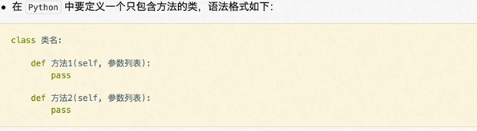 • 在 Python 中要定义一个只包含方法的类，语法格式如下：
class 类名:
    def 方法1(self, 参数列表):
        pass
    def 方法2(self, 参数列表):
        pass